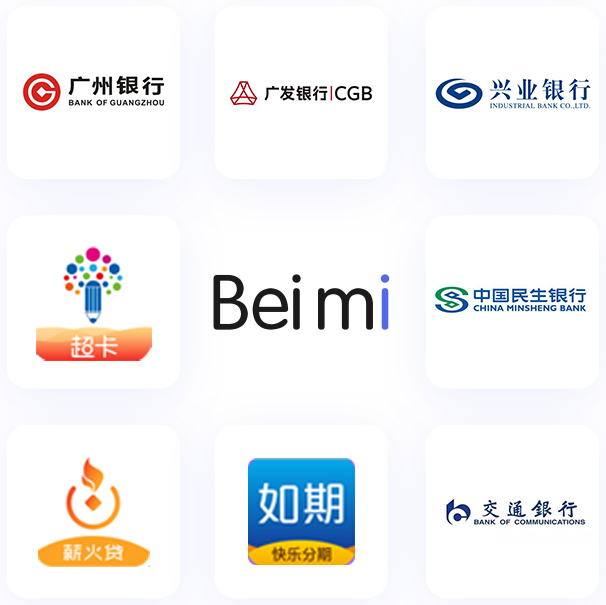 广州银行
BANK OF GUANGZHOU
广发银行|CGB
兴业银行
INDUSTRIAL BANK CO.,LTD.
超卡
Beimi
中国民生银行
CHINA MINSHENG BANK
薪火贷
如期
快乐分期
交通銀行
BANK OF COMMUNICATIONS